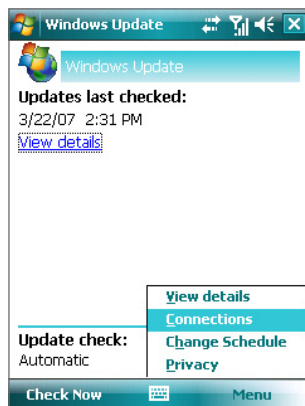 Windows Update
Windows Update
Updates last checked:
3/22/07 2:31 PM
View details
View details
Connections
Change Schedule
Privacy
Update check:
Automatic
Check Now
Menu